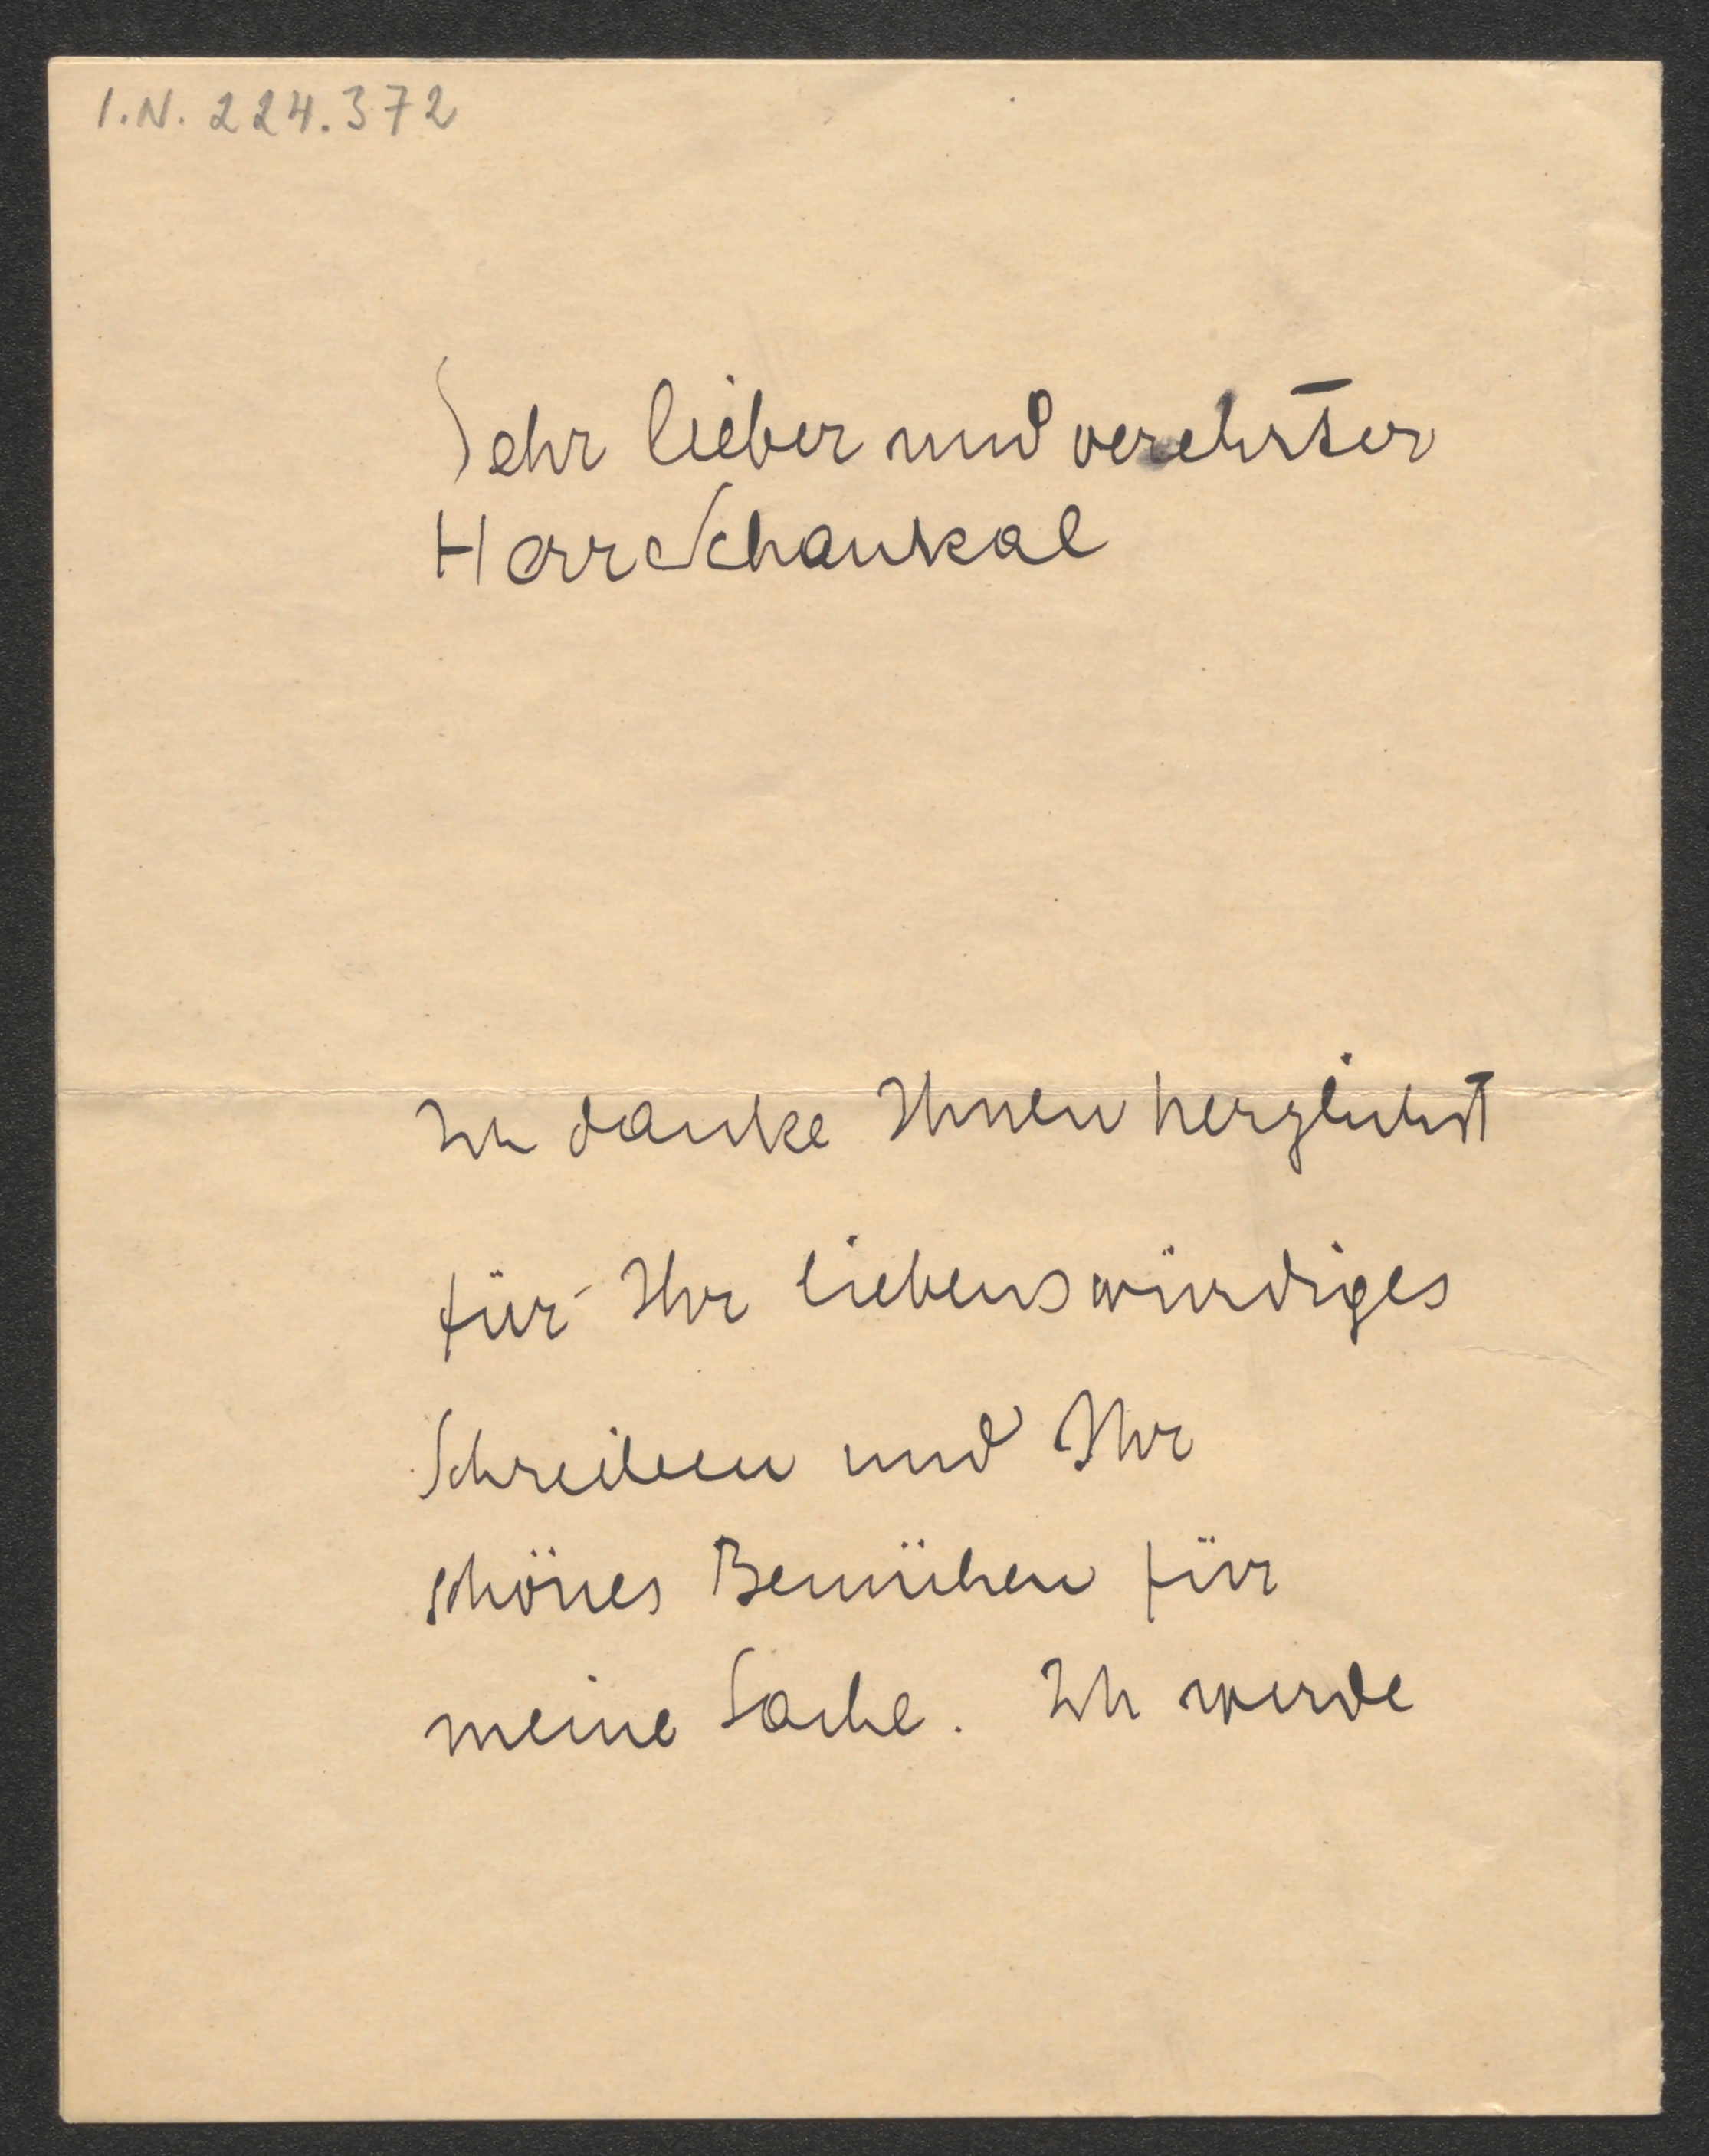 I.N. 224.372
Sehr lieber und verehrter
Herr Schaukal
Ich danke Ihnen herzlichst
für Ihr liebenswürdiges
Schreiben und Ihr
schönes Bemühen für
meine Sache. Ich werde